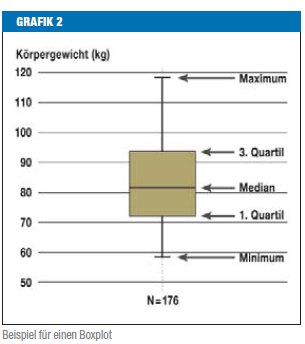 GRAFIK 2
Körpergewicht (kg)
120
Maximum
110
100
90
3. Quartil
80
Median
70
1. Quartil
60
Minimum
50
N=176
Beispiel für einen Boxplot